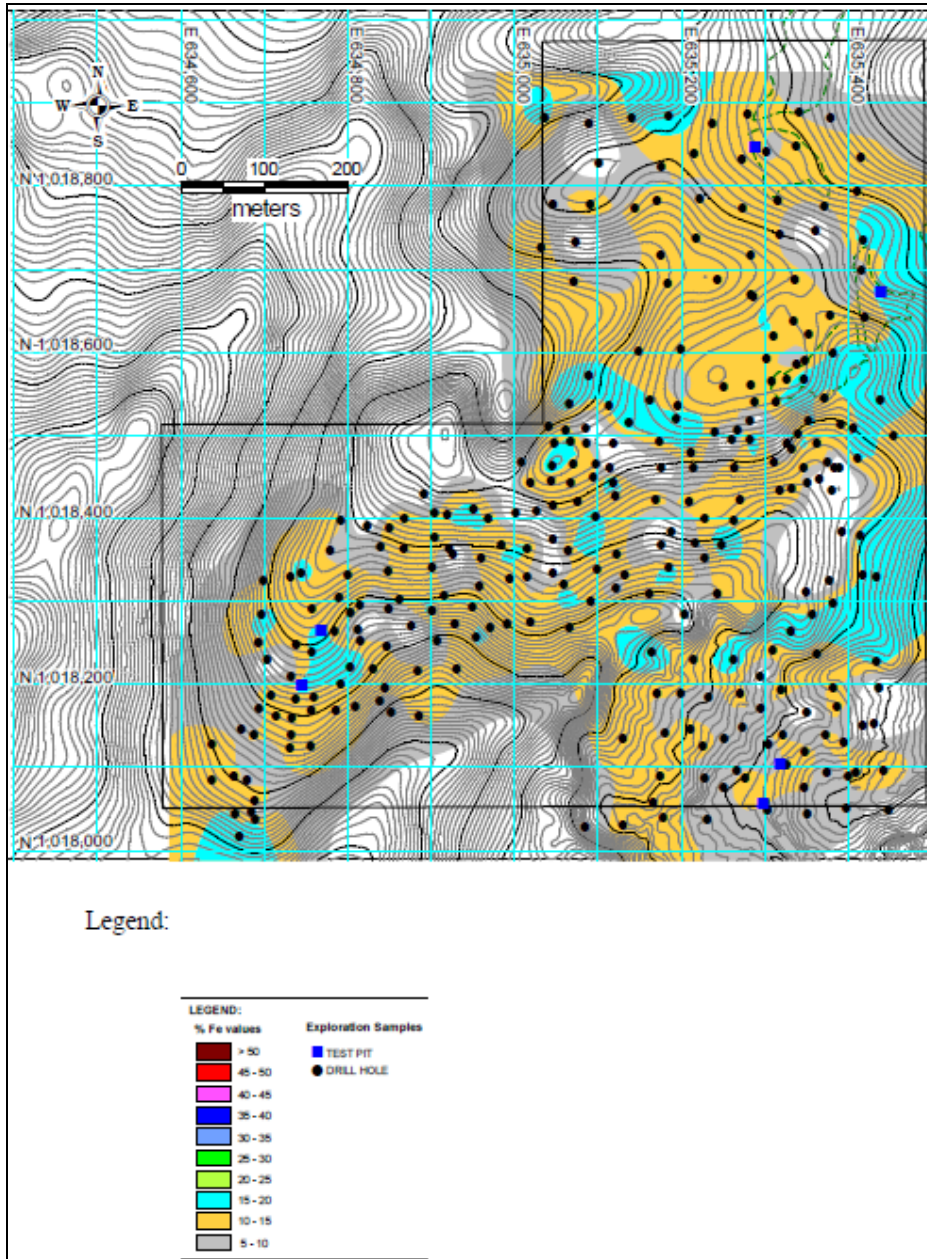 E 634,600
E 634,800
E 635,000
E 635,200
E 635,400
N
W E
S
0 100 200
meters
N 1,018,800
N 1,018,600
N 1,018,400
N 1,018,200
N 1,018,000
Legend:
LEGEND:
% Fe values Exploration Samples
> 50 TEST PIT
45 - 50 DRILL HOLE
40 - 45
35 - 40
30 - 35
25 - 30
20 - 25
15 - 20
10 - 15
5 - 10